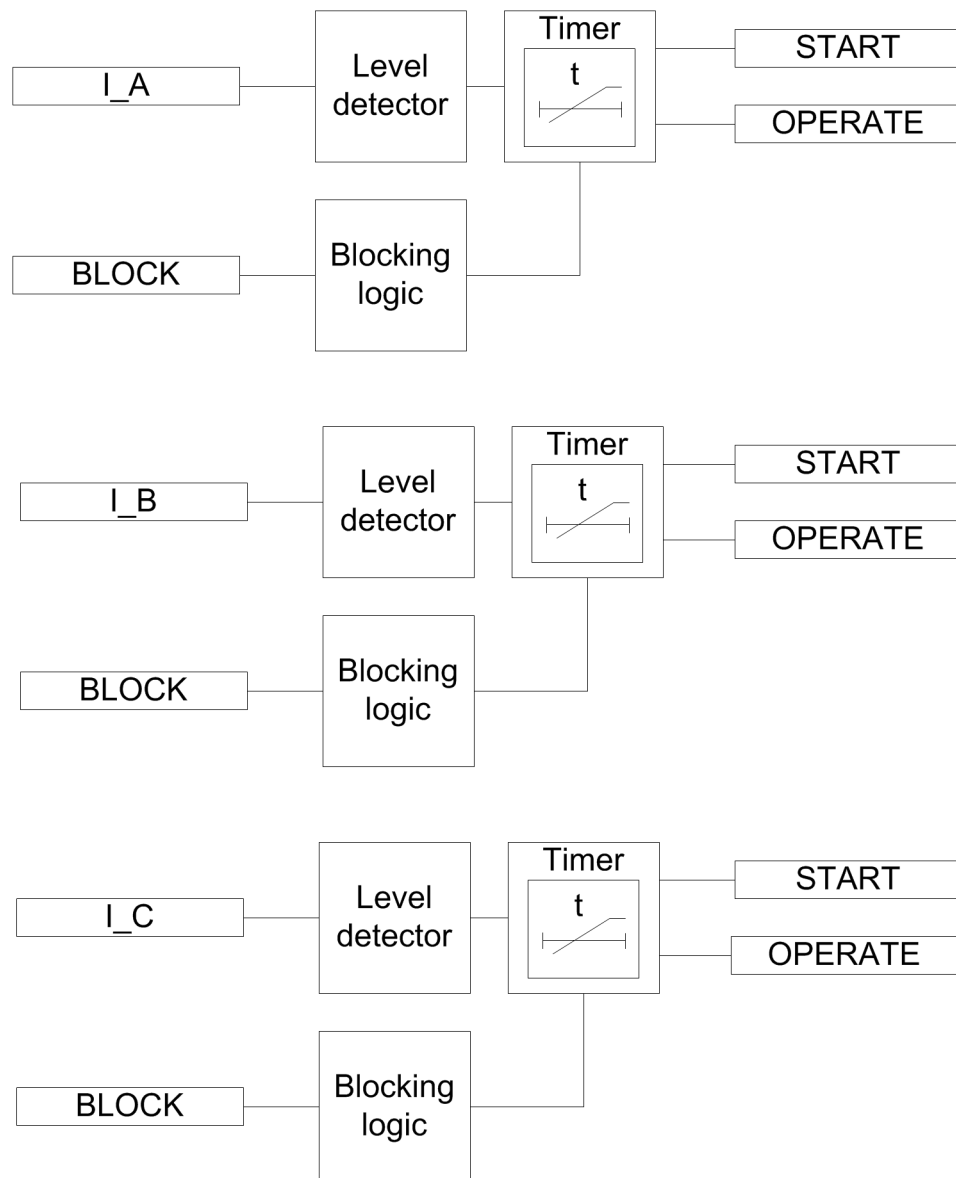 I_A
Level
detector
Timer
t
START
OPERATE
BLOCK
Blocking
logic
I_B
Level
detector
Timer
t
START
OPERATE
BLOCK
Blocking
logic
I_C
Level
detector
Timer
t
START
OPERATE
BLOCK
Blocking
logic